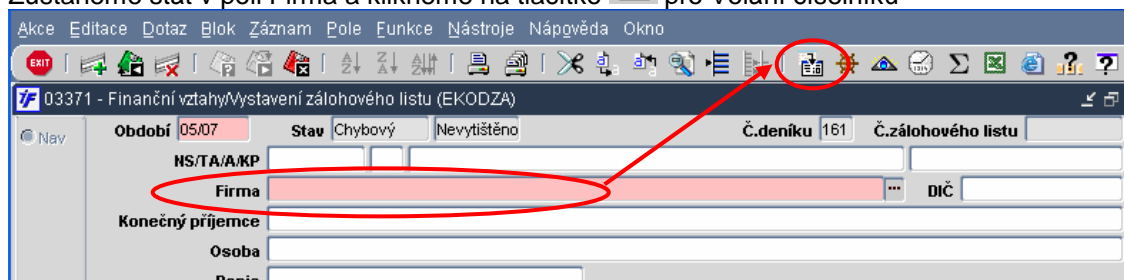 Zůstaneme stát v poli Firma a klikneme na tlačítko pro Volání číselníků
Akce Editace Dotaz Blok Záznam Pole Funkce Nástroje Nápověda Okno
EXIT
03371 - Finanční vztahy/Vystavení zálohového listu (EKODZA)
Nav Období 05/07 Stav Chybový Nevytištěno Č.deníku 161 Č.zálohového listu
NS/TA/A/KP
Firma ... DIČ
Konečný příjemce
Osoba
Popis